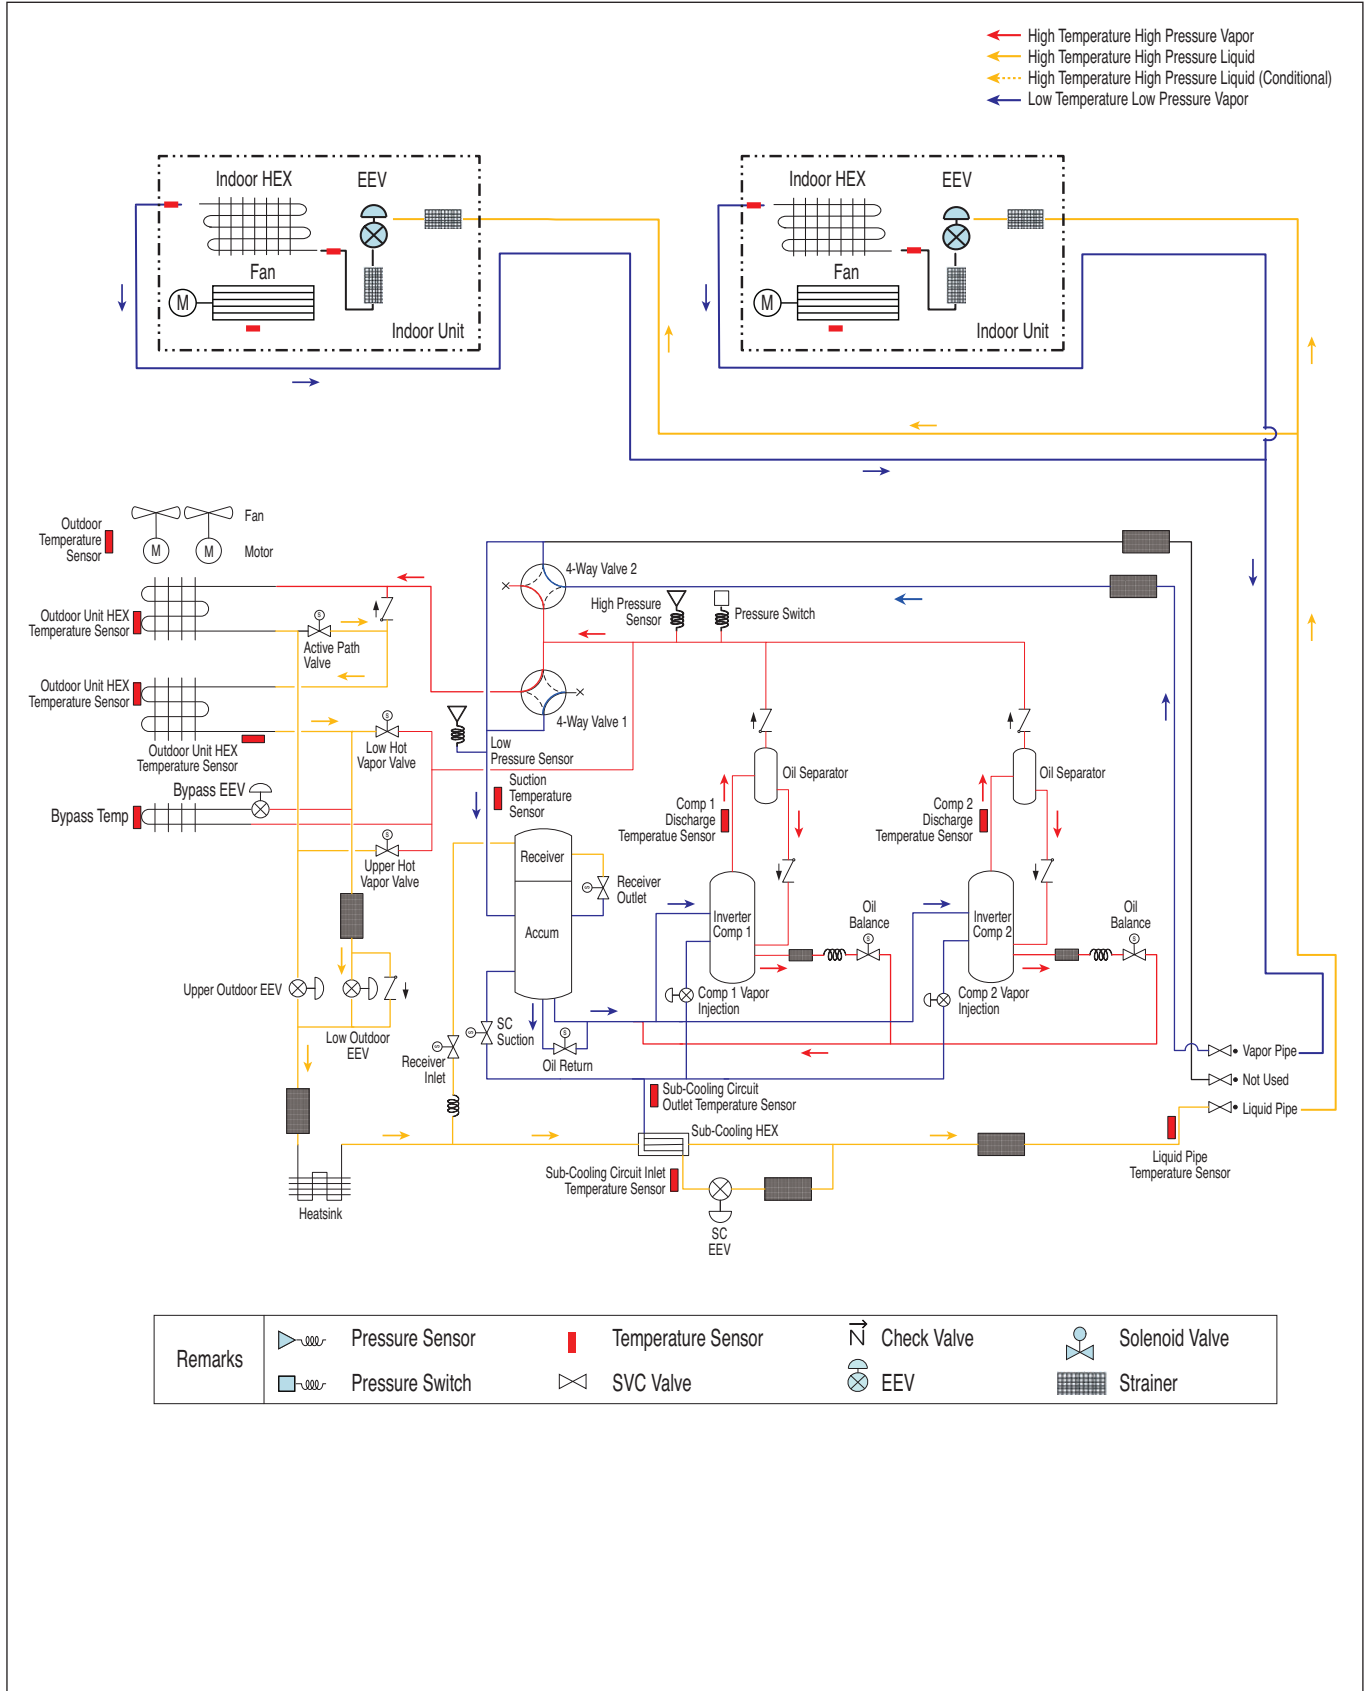 High Temperature High Pressure Vapor
High Temperature High Pressure Liquid
High Temperature High Pressure Liquid (Conditional)
Low Temperature Low Pressure Vapor
Indoor HEX
EEV
Fan
M
Indoor Unit
Indoor HEX
EEV
Fan
M
Indoor Unit
Outdoor
Temperature
Sensor
Fan
M
M
Motor
Outdoor Unit HEX
Temperature Sensor
S
Active Path
Valve
Outdoor Unit HEX
Temperature Sensor
Outdoor Unit HEX
Temperature Sensor
S
Low Hot
Vapor Valve
Bypass EEV
Bypass Temp
S
Upper Hot
Vapor Valve
4-Way Valve 2
High Pressure
Sensor
Pressure Switch
4-Way Valve 1
Low
Pressure Sensor
Suction
Temperature
Sensor
Oil Separator
Oil Separator
Comp 1
Discharge
Temperatue Sensor
Comp 2
Discharge
Temperatue Sensor
Receiver
S
Receiver
Outlet
Accum
Inverter
Comp 1
Oil
Balance
S
Inverter
Comp 2
Oil
Balance
S
Upper Outdoor EEV
Low Outdoor
EEV
Comp 1 Vapor
Injection
Comp 2 Vapor
Injection
S
SC
Suction
S
Oil Return
S
Receiver
Inlet
Vapor Pipe
Not Used
Liquid Pipe
Sub-Cooling Circuit
Outlet Temperature Sensor
Sub-Cooling HEX
Sub-Cooling Circuit Inlet
Temperature Sensor
Liquid Pipe
Temperature Sensor
Heatsink
SC
EEV
Remarks
Pressure Sensor
Temperature Sensor
Check Valve
Solenoid Valve
Pressure Switch
SVC Valve
EEV
Strainer